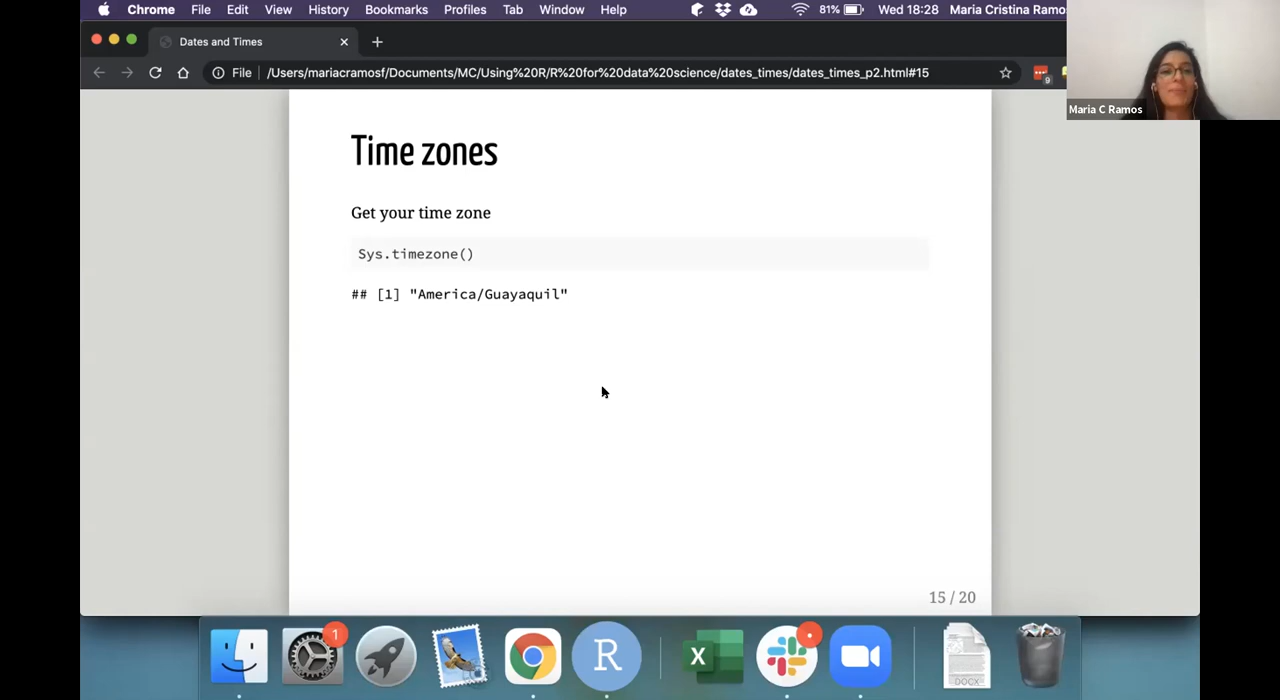 Chrome File Edit View History Bookmarks Profiles Tab Window Help 81% Wed 18:28 Maria Cristina Ramo
Dates and Times
File /Users/mariacramosf/Documents/MC/Using%20R/R%20for%20data%20science/dates_times/dates_times_p2.html#15
9
Maria C Ramos
Time zones
Get your time zone
Sys.timezone()
## [1] "America/Guayaquil"
15 / 20
1
R
X
DOCX